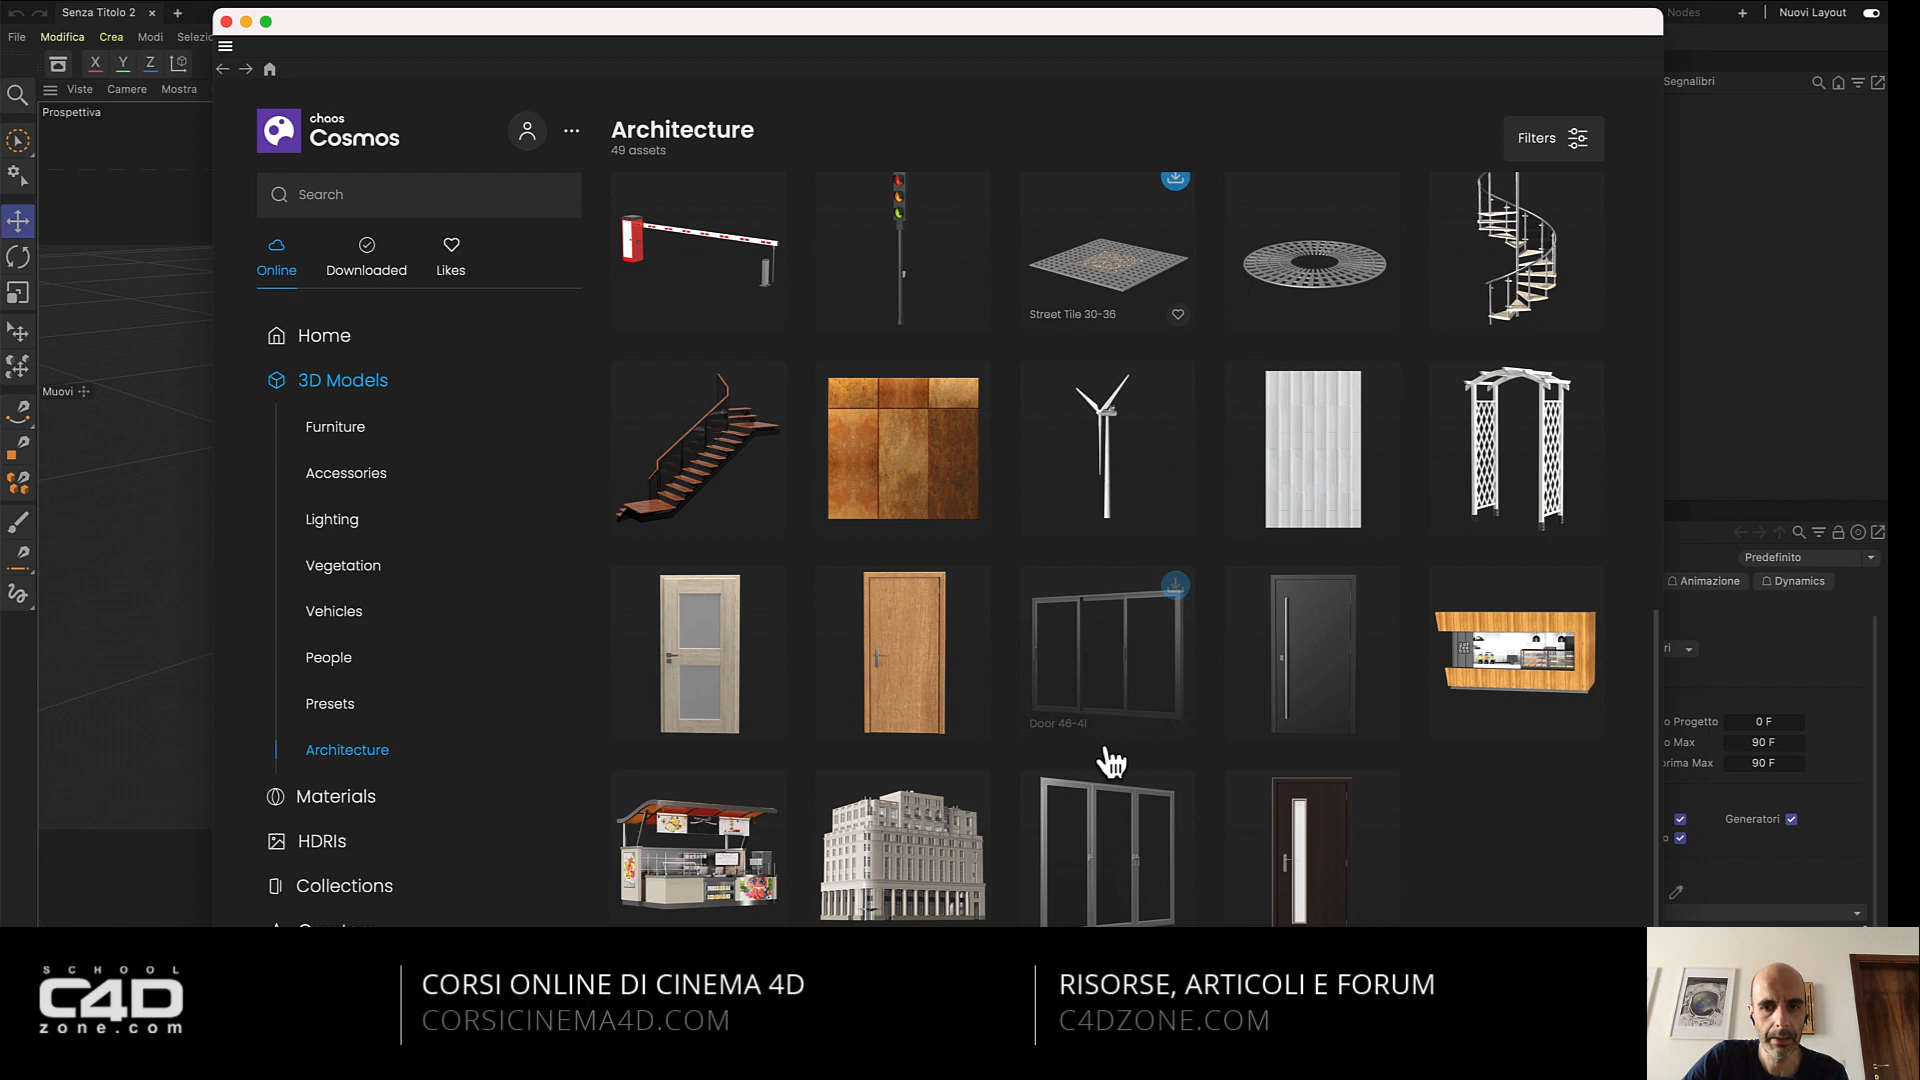 Senza Titolo 2
Nodes
Nuovi Layout
File
Modifica
Crea
Modi
X
Y
Z
Viste
Camere
Mostra
Segnalibri
Prospettiva
Muovi
chaos
Cosmos
Search
Online
Downloaded
Likes
Home
3D Models
Furniture
Accessories
Lighting
Vegetation
Vehicles
People
Presets
Architecture
Materials
HDRIs
Collections
Architecture
49 assets
Filters
Street Tile 30-36
Door 46-41
Predefinito
Animazione
Dynamics
Progetto
0 F
Max
90 F
Max
90 F
Generatori
SCHOOL
C4D
zone.com
CORSI ONLINE DI CINEMA 4D
CORSICINEMA4D.COM
RISORSE, ARTICOLI E FORUM
C4DZONE.COM